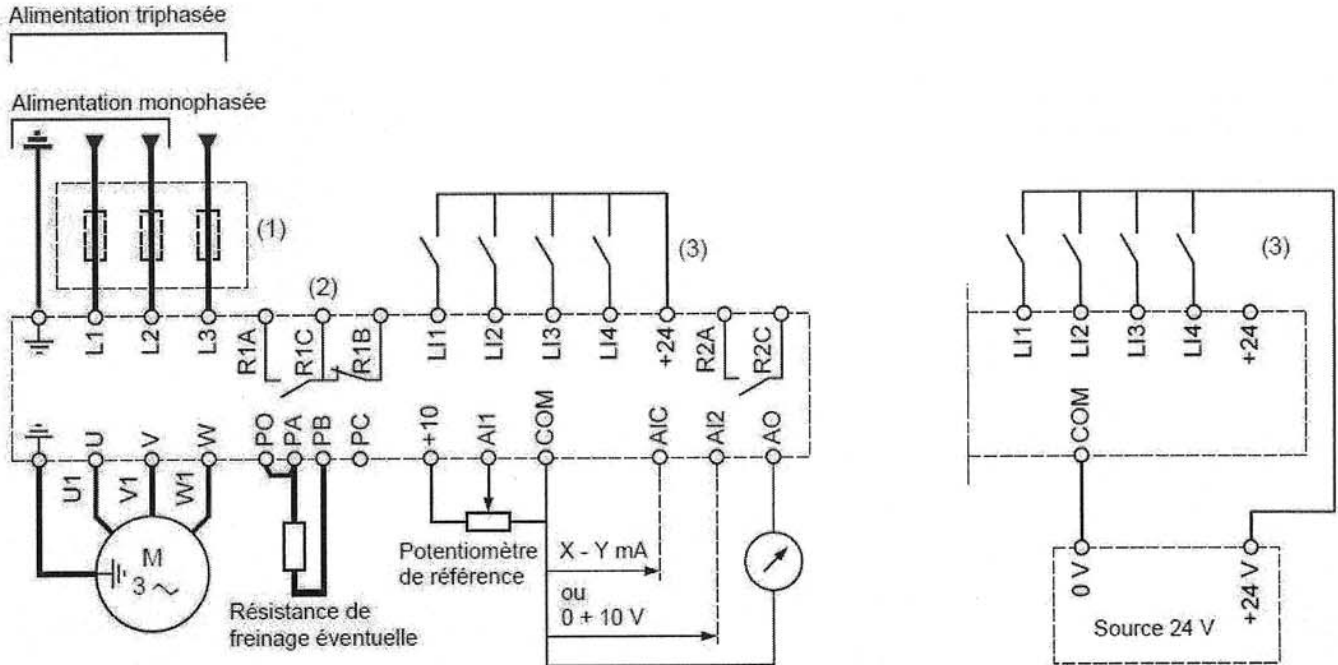 Alimentation triphasée
Alimentation monophasée
(1)
(2)
(3)
(3)
L1
L2
L3
R1A
R1C
R1B
LI1
LI2
LI3
LI4
+24
R2A
R2C
LI1
LI2
LI3
LI4
+24
U
V
W
PO
PA
PB
PC
+10
AI1
COM
AIC
AI2
AO
COM
U1
V1
W1
M
3 ~
Résistance de
freinage éventuelle
Potentiomètre
de référence
X - Y mA
ou
0 + 10 V
0 V
+24 V
Source 24 V